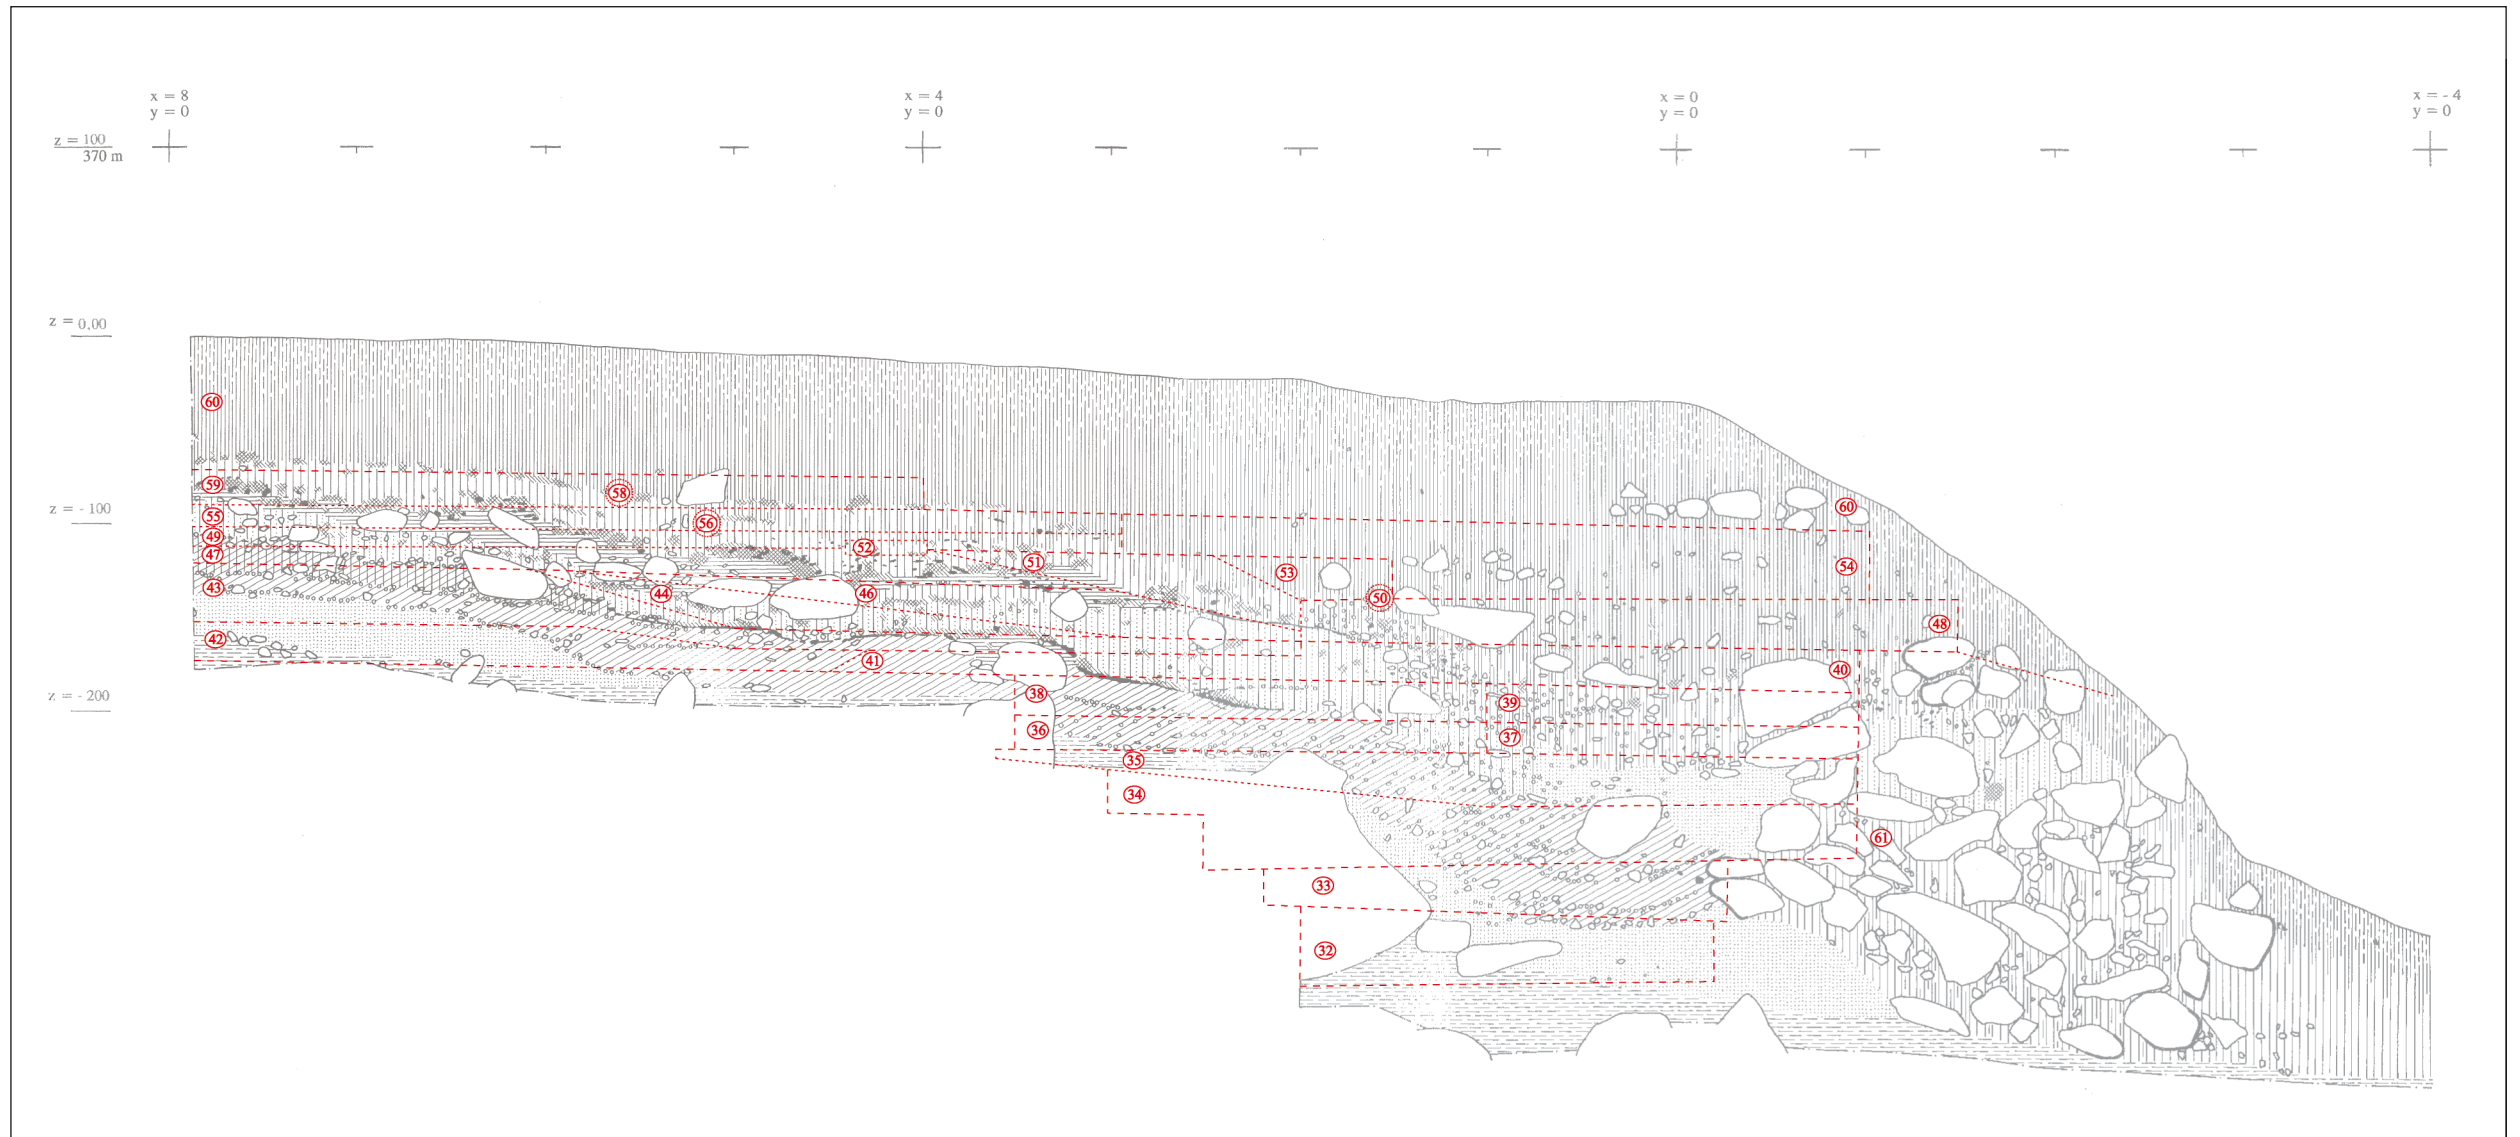 x = 8
y = 0
x = 4
y = 0
x = 0
y = 0
x = - 4
y = 0
z = 100
370 m
z = 0,00
60
59
58
z = - 100
55
56
60
49
52
47
51
54
53
43
44
46
50
48
42
41
40
z = - 200
38
39
36
37
35
34
61
33
32